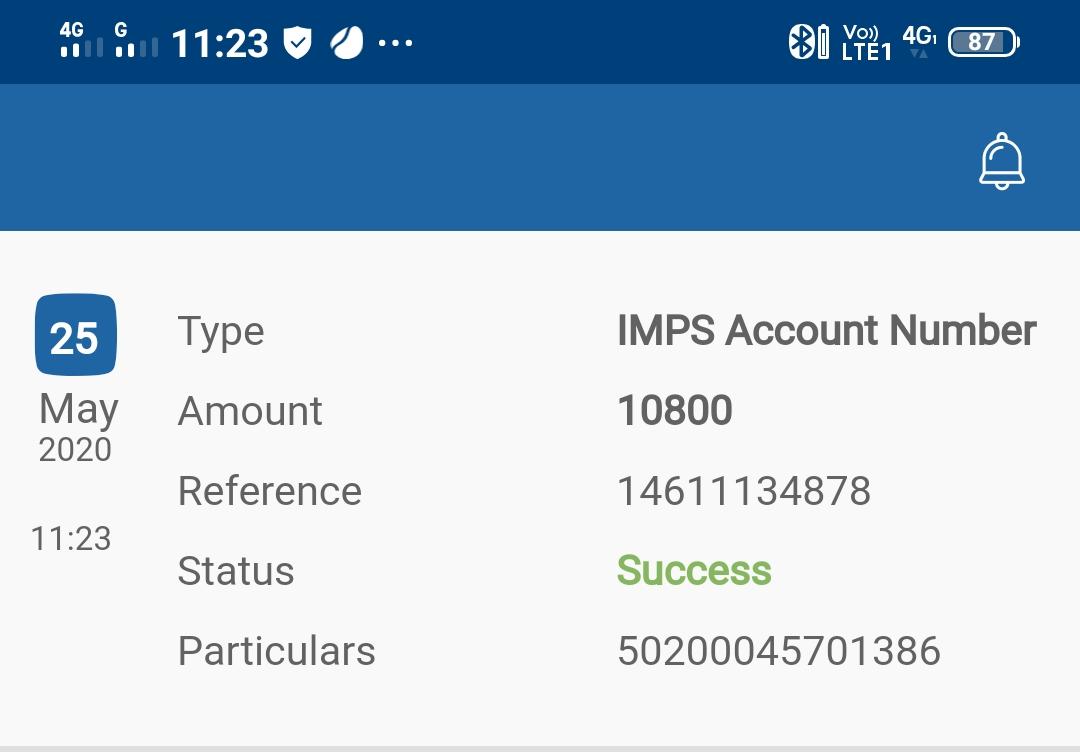 4G G 11:23 Vo)) LTE1 4G1 87
25 May 2020 11:23
Type IMPS Account Number
Amount 10800
Reference 14611134878
Status Success
Particulars 50200045701386